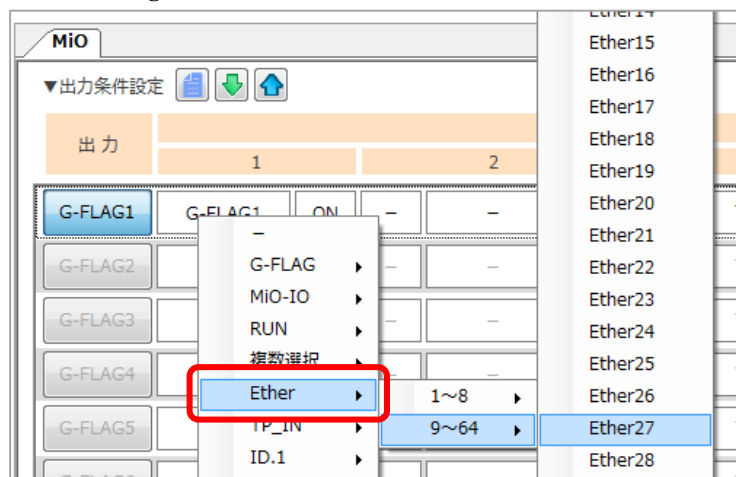 MiO
▼出力条件設定
出 力
1
2
G-FLAG1
G-FLAG1
ON
−
−
G-FLAG2
−
−
G-FLAG3
−
−
G-FLAG4
−
−
G-FLAG5
−
G-FLAG
MiO-IO
RUN
複数選択
Ether
TP_IN
ID.1
1～8
9～64
Ether14
Ether15
Ether16
Ether17
Ether18
Ether19
Ether20
Ether21
Ether22
Ether23
Ether24
Ether25
Ether26
Ether27
Ether28